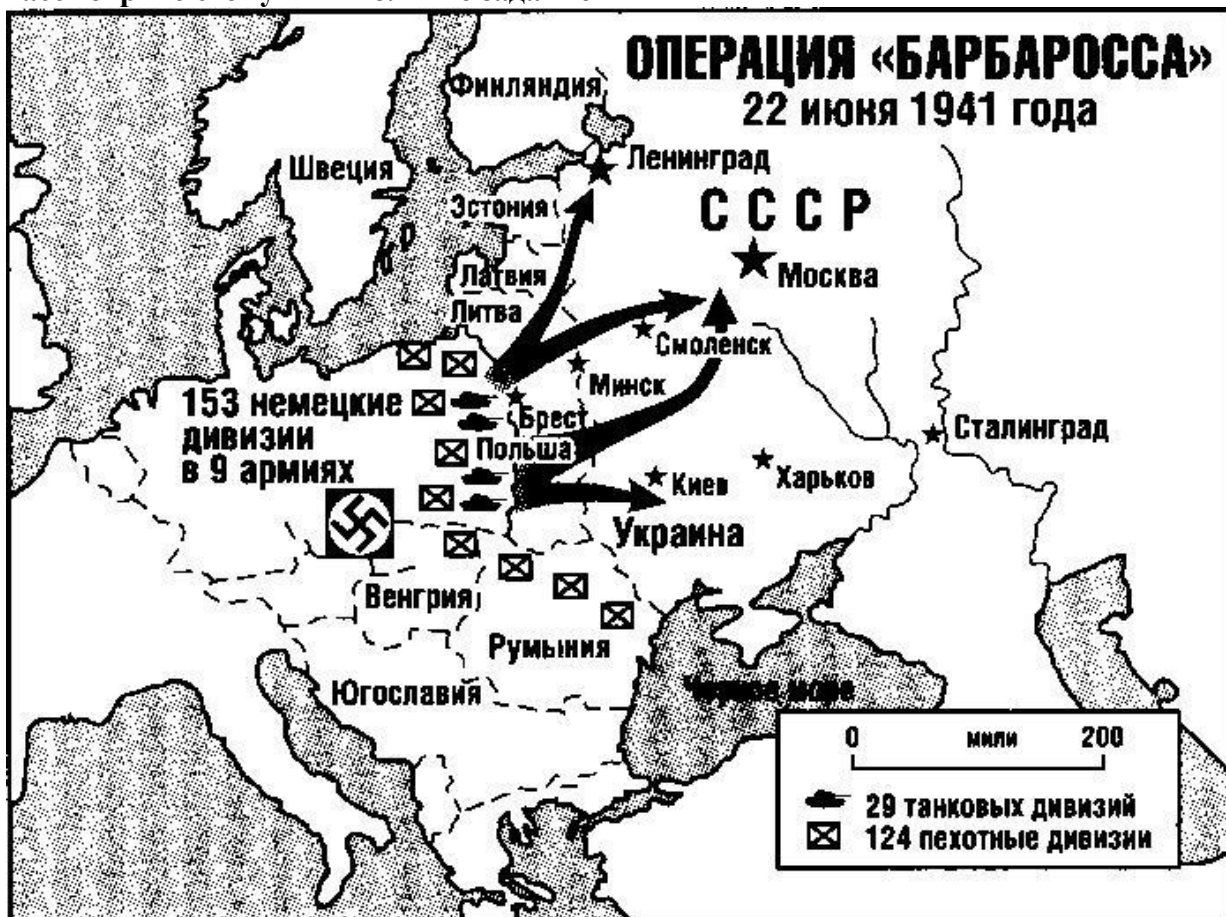 ОПЕРАЦИЯ «БАРБАРОССА»
22 июня 1941 года
Финляндия
Ленинград
Швеция
Эстония
СССР
Латвия
Москва
Литва
Смоленск
Минск
153 немецкие
дивизии
в 9 армиях
Брест
Польша
Сталинград
Киев
Харьков
Украина
Венгрия
Румыния
Югославия
Черное море
0 мили 200
29 танковых дивизий
124 пехотные дивизии